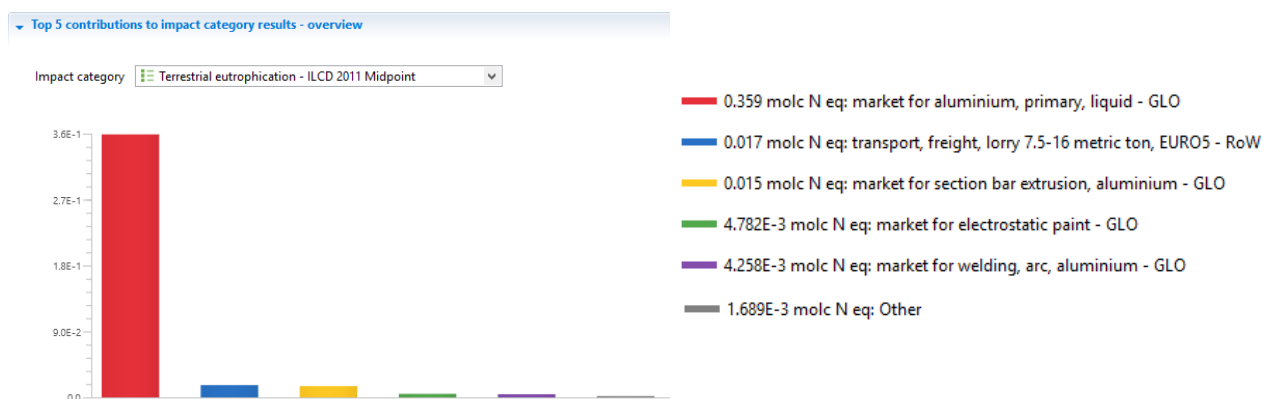 Top 5 contributions to impact category results - overview
Impact category Terrestrial eutrophication - ILCD 2011 Midpoint
3.6E-1
2.7E-1
1.8E-1
9.0E-2
0.0
0.359 molc N eq: market for aluminium, primary, liquid - GLO
0.017 molc N eq: transport, freight, lorry 7.5-16 metric ton, EURO5 - RoW
0.015 molc N eq: market for section bar extrusion, aluminium - GLO
4.782E-3 molc N eq: market for electrostatic paint - GLO
4.258E-3 molc N eq: market for welding, arc, aluminium - GLO
1.689E-3 molc N eq: Other